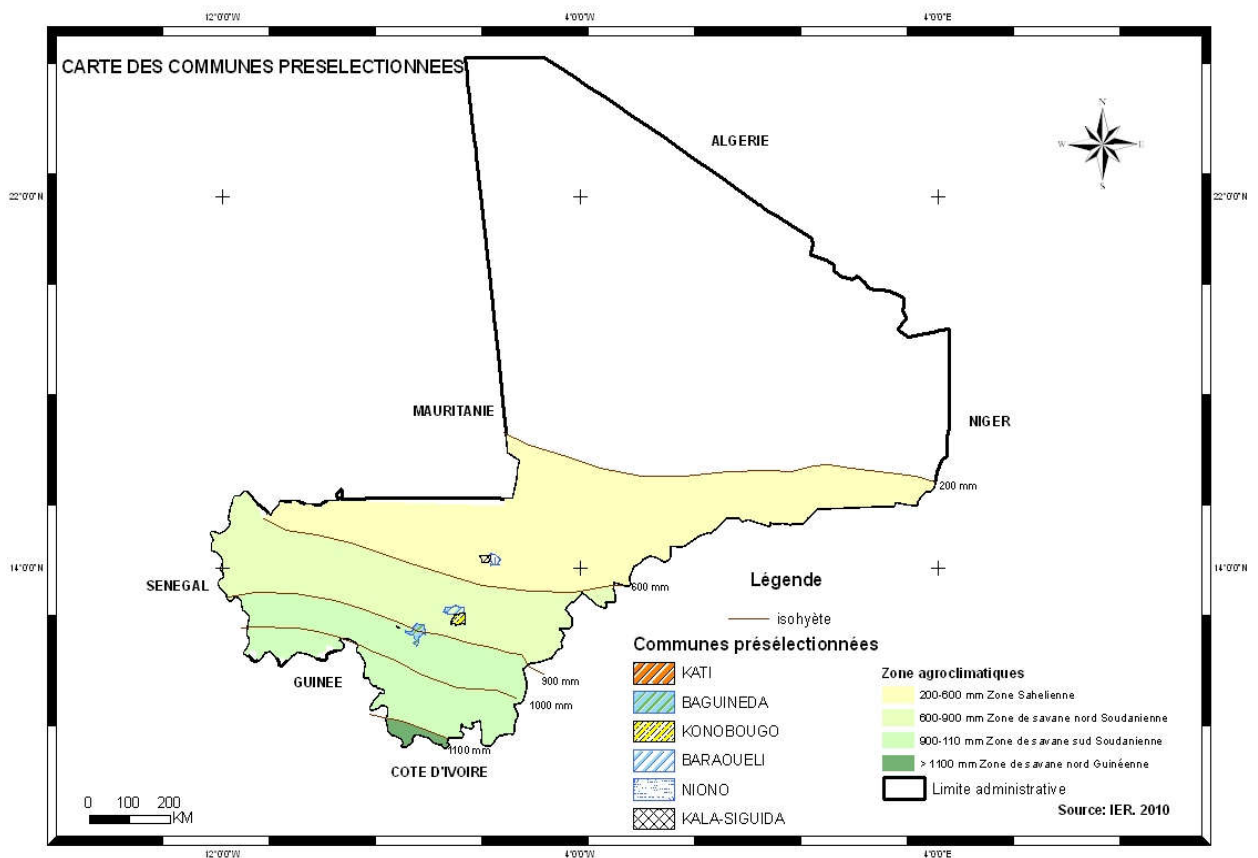 12°0'0"W 4°0'0"W 4°0'0"E
CARTE DES COMMUNES PRESELECTIONNEES
ALGERIE
N
W E
S
22°0'0"N 22°0'0"N
MAURITANIE
NIGER
200 mm
14°0'0"N 14°0'0"N
SENEGAL
600 mm
GUINEE
900 mm
1000 mm
1100 mm
COTE D'IVOIRE
Légende
isohyète
Communes présélectionnées
KATI
BAGUINEDA
KONOBOUGO
BARAOUELI
NIONO
KALA-SIGUIDA
Zone agroclimatiques
200-600 mm Zone Sahelienne
600-900 mm Zone de savane nord Soudanienne
900-110 mm Zone de savane sud Soudanienne
> 1100 mm Zone de savane nord Guinéenne
Limite administrative
Source: IER. 2010
0 100 200
KM
12°0'0"W 4°0'0"W 4°0'0"E